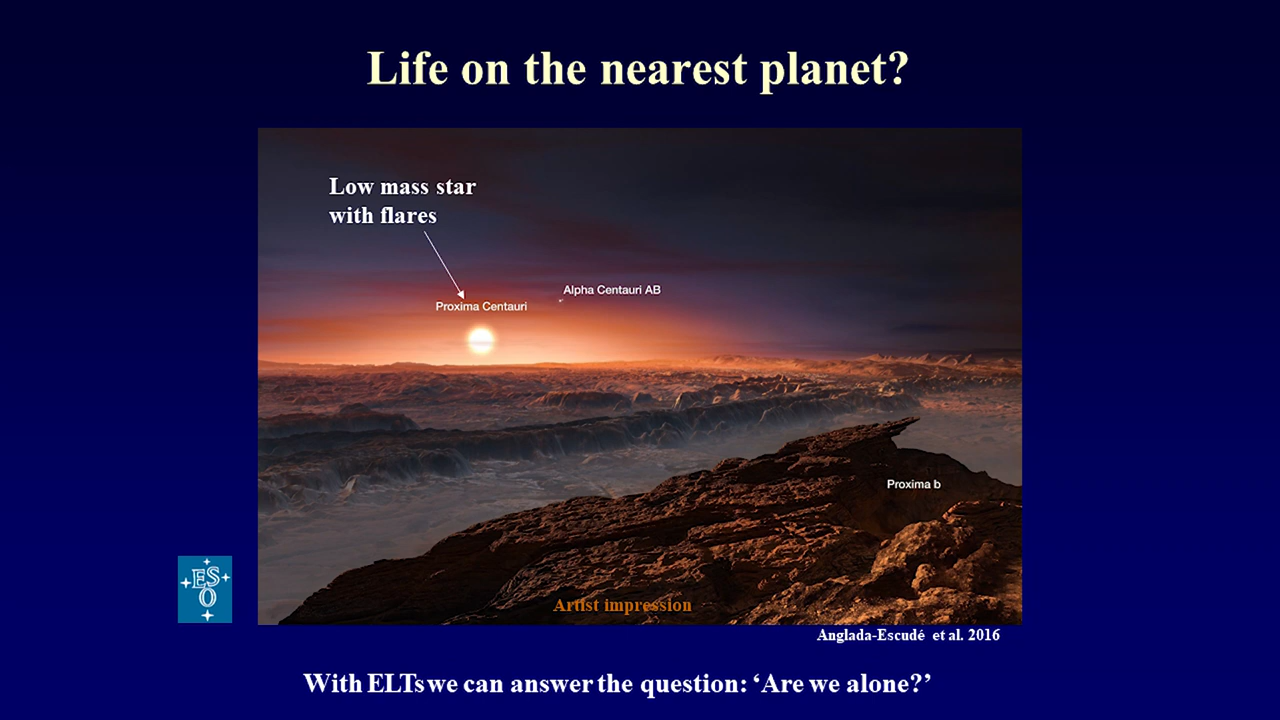 Life on the nearest planet?
Low mass star
with flares
Alpha Centauri AB
Proxima Centauri
Proxima b
ES
O
Artist impression
Anglada-Escudé et al. 2016
With ELTs we can answer the question: ‘Are we alone?’